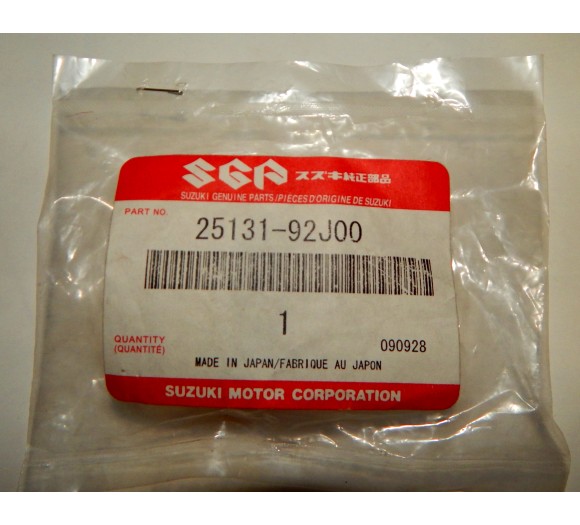 SGP スズキ純正部品
SUZUKI GENUINE PARTS/PIECES D'ORIGINE DE SUZUKI
PART NO. 25131-92J00
1
QUANTITY
(QUANTITÉ)
090928
MADE IN JAPAN/FABRIQUE AU JAPON
SUZUKI MOTOR CORPORATION